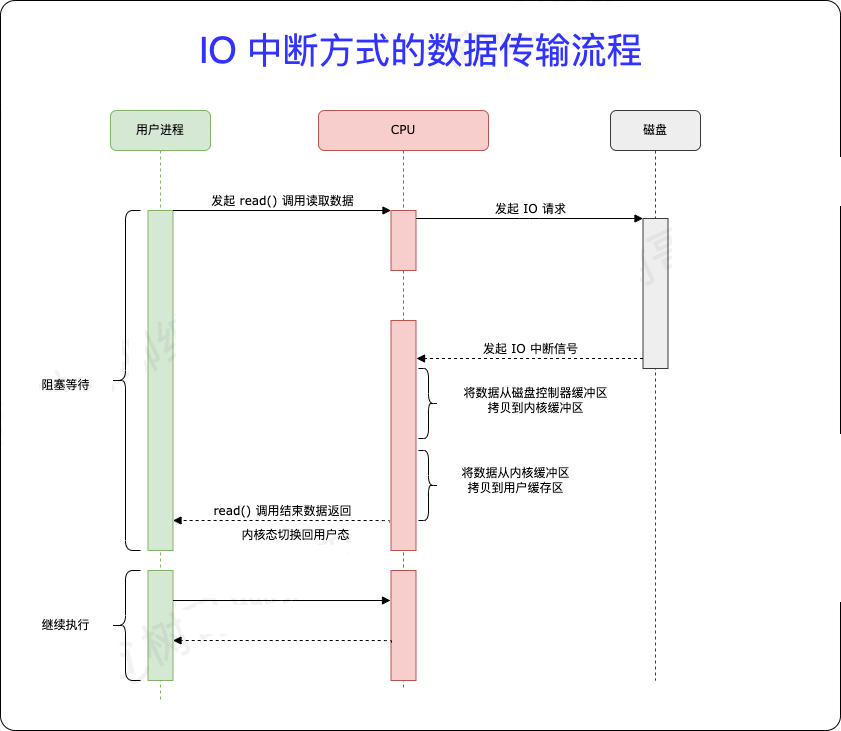 IO 中断方式的数据传输流程
用户进程
CPU
磁盘
发起 read() 调用读取数据
发起 IO 请求
发起 IO 中断信号
阻塞等待
将数据从磁盘控制器缓冲区
拷贝到内核缓冲区
将数据从内核缓冲区
拷贝到用户缓存区
read() 调用结束数据返回
内核态切换回用户态
继续执行